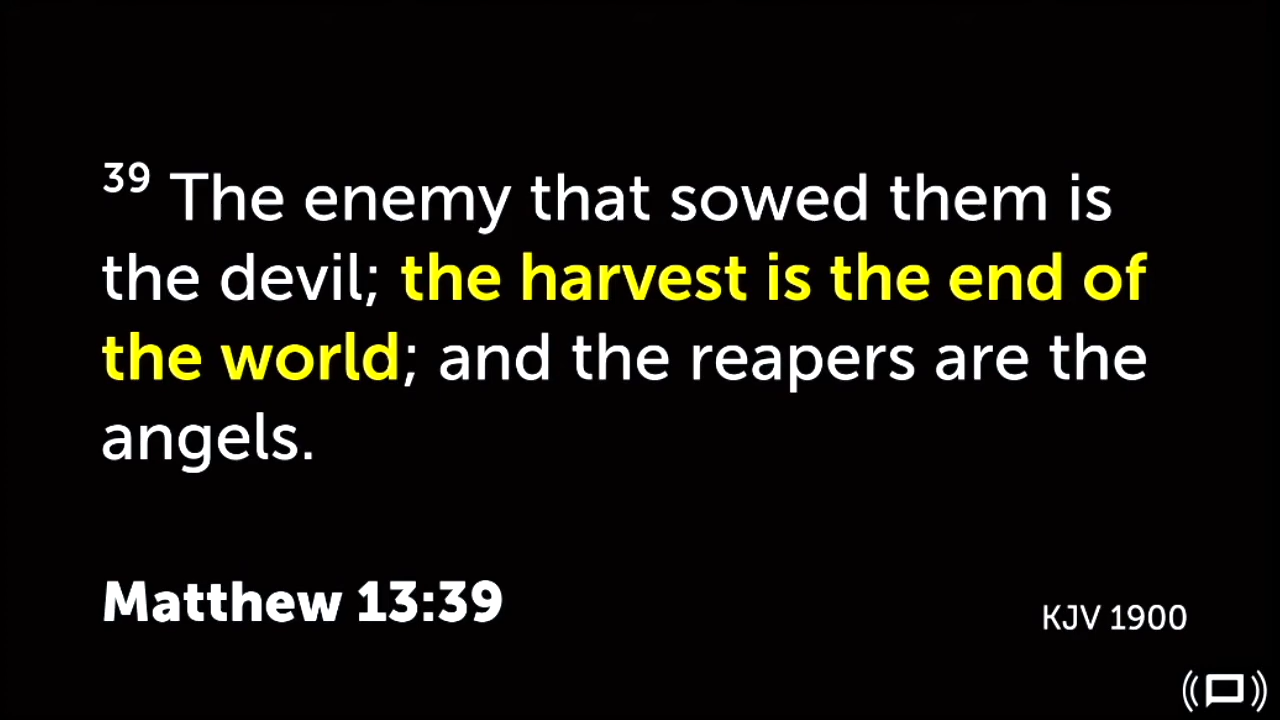 39 The enemy that sowed them is
the devil; the harvest is the end of
the world; and the reapers are the
angels.
Matthew 13:39
KJV 1900